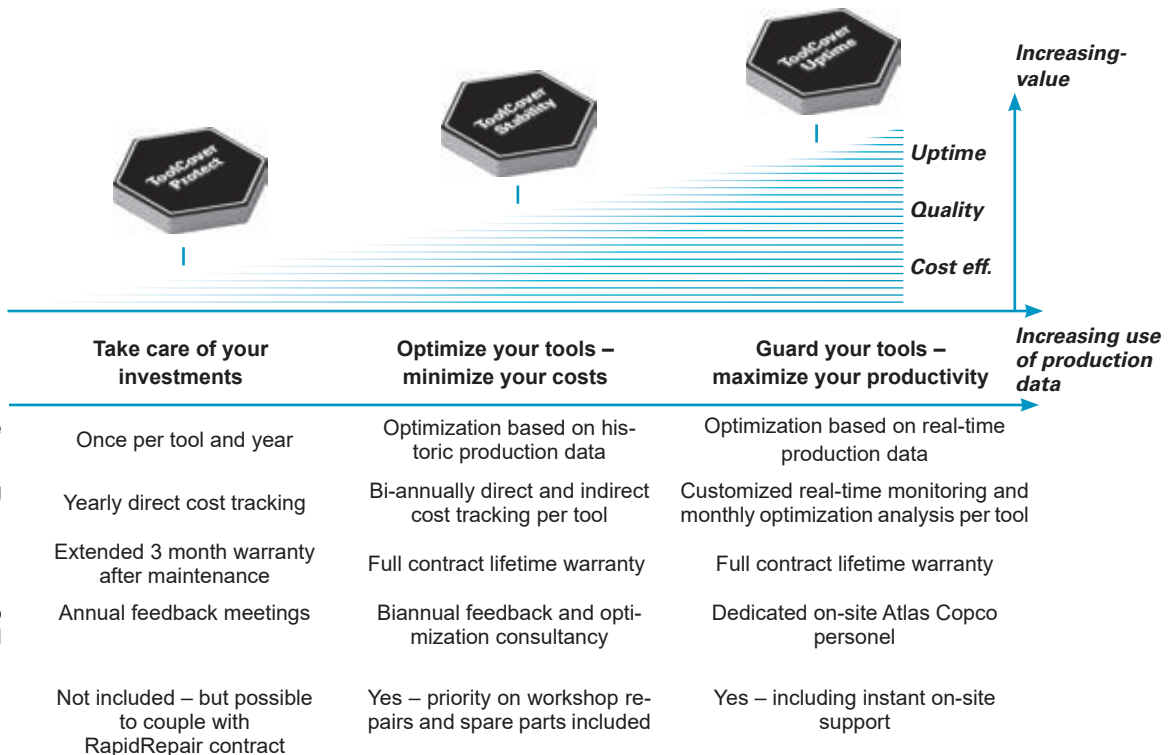 ToolCover
Uptime
Increasing-
value
ToolCover
Stability
ToolCover
Protect
Uptime
Quality
Cost eff.
Take care of your
investments
Optimize your tools –
minimize your costs
Guard your tools –
maximize your productivity
Increasing use
of production
data
Once per tool and year
Optimization based on his-
toric production data
Optimization based on real-time
production data
Yearly direct cost tracking
Bi-annually direct and indirect
cost tracking per tool
Customized real-time monitoring and
monthly optimization analysis per tool
Extended 3 month warranty
after maintenance
Full contract lifetime warranty
Full contract lifetime warranty
Annual feedback meetings
Biannual feedback and opti-
mization consultancy
Dedicated on-site Atlas Copco
personel
Not included – but possible
to couple with
RapidRepair contract
Yes – priority on workshop re-
pairs and spare parts included
Yes – including instant on-site
support